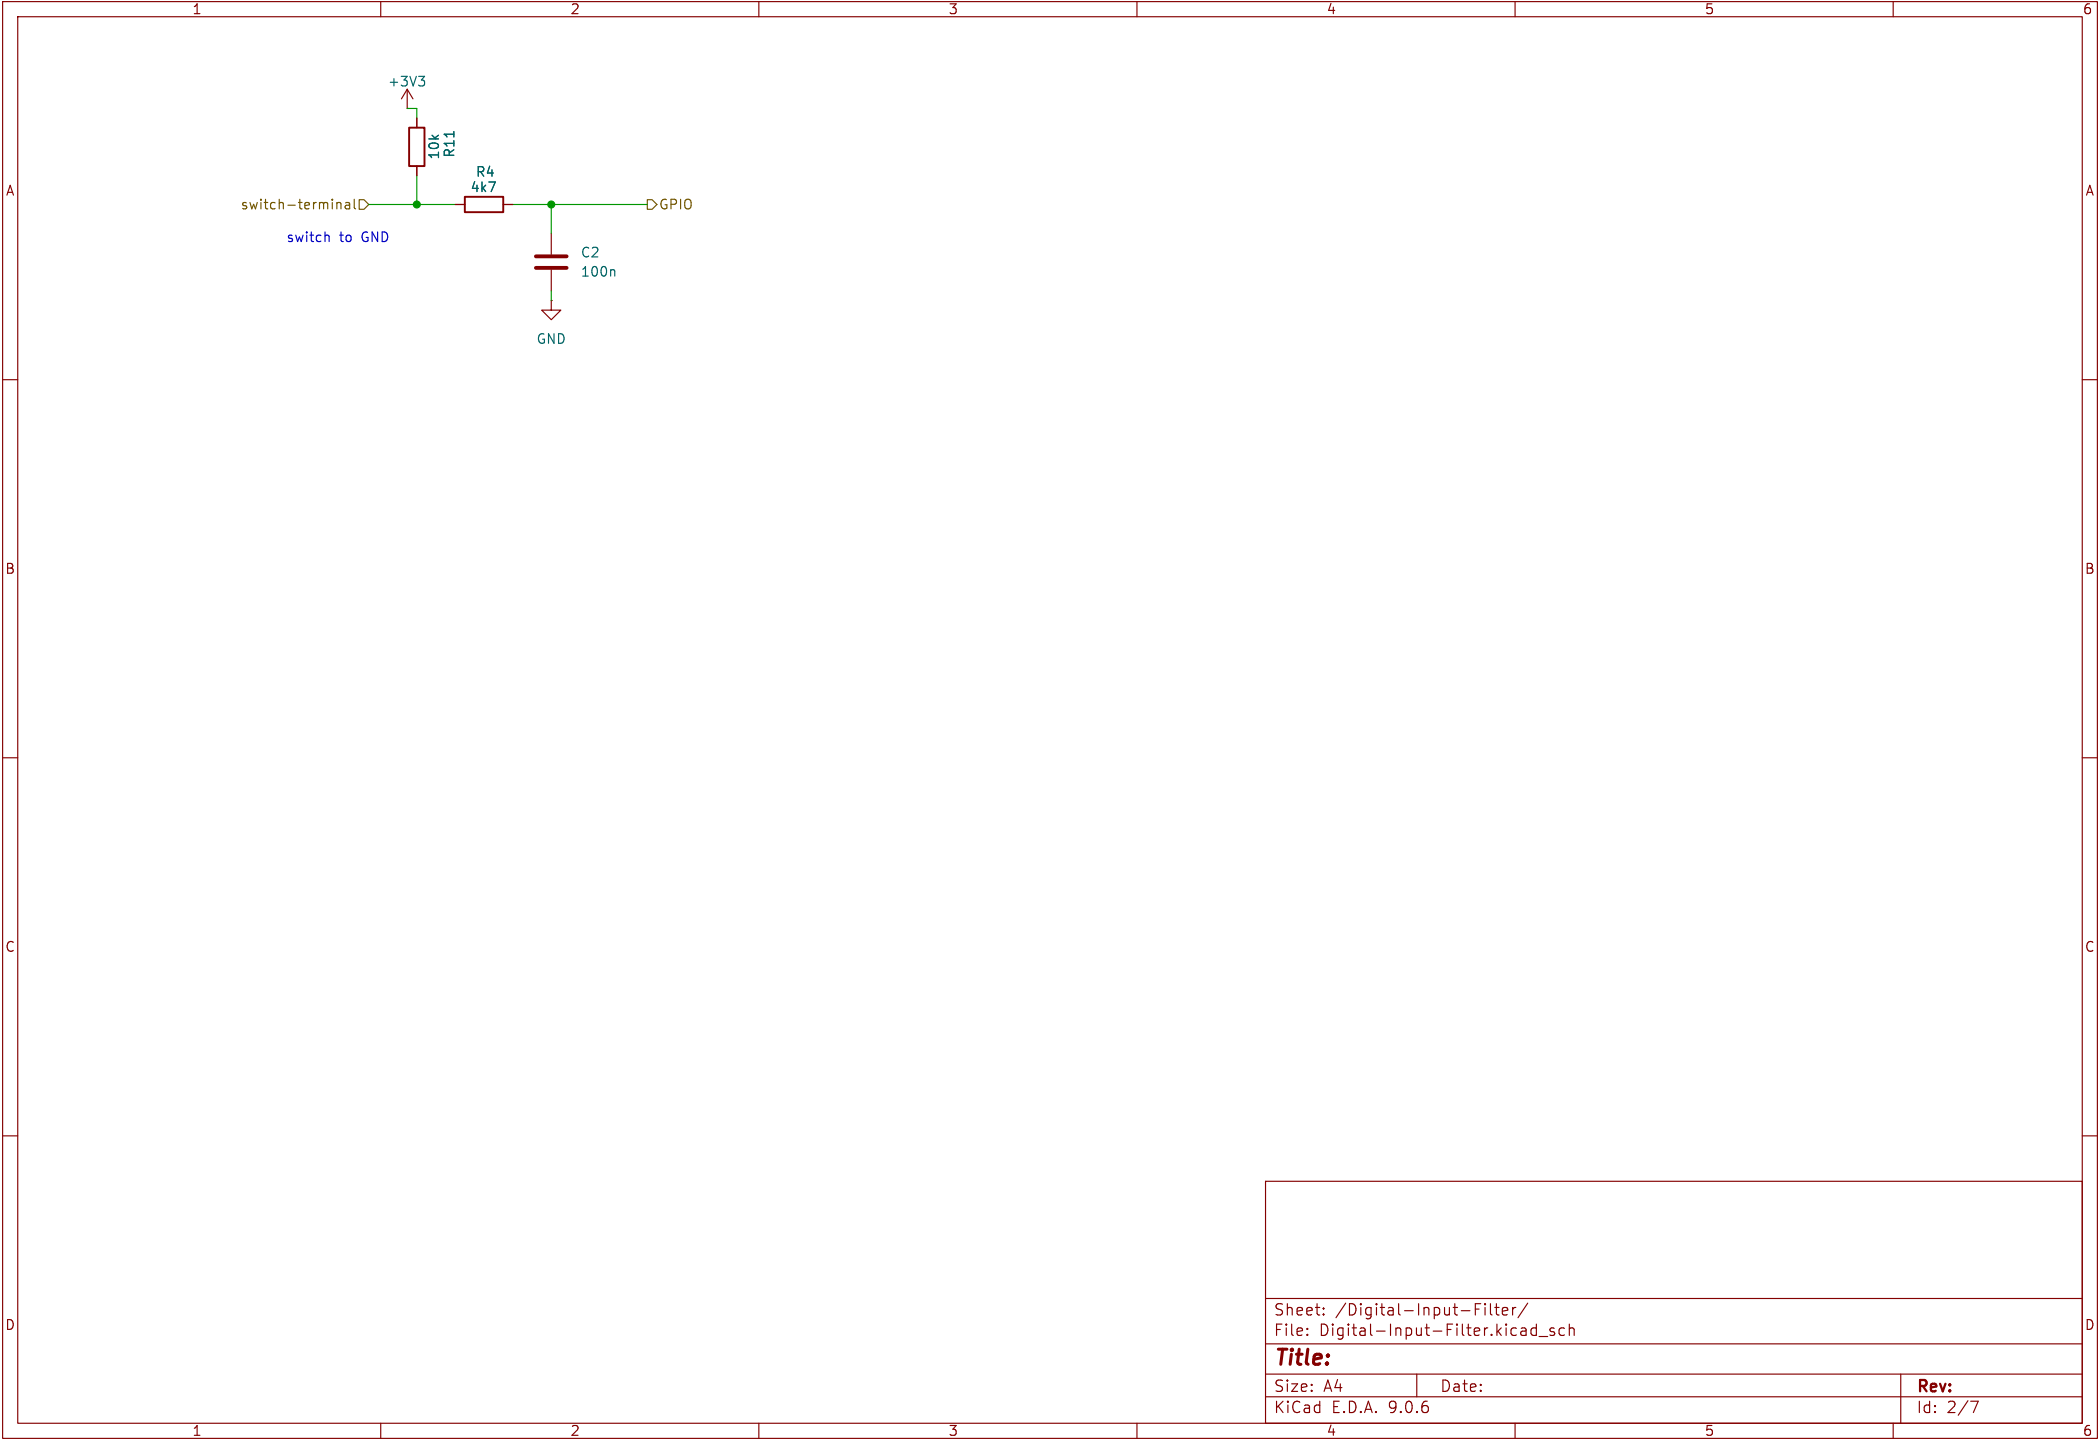 1 2 3 4 5 6
+3V3
10k
R11
R4
4k7
A A
switch-terminal GPIO
switch to GND
C2
100n
GND
B B
C C
Sheet: /Digital-Input-Filter/
D D
File: Digital-Input-Filter.kicad_sch
Title:
Size: A4 Date: Rev:
KiCad E.D.A. 9.0.6 Id: 2/7
1 2 3 4 5 6